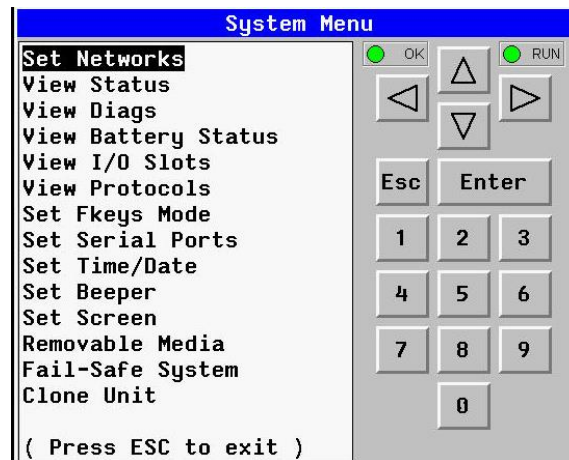 System Menu
Set Networks
View Status
View Diags
View Battery Status
View I/O Slots
View Protocols
Set Fkeys Mode
Set Serial Ports
Set Time/Date
Set Beeper
Set Screen
Removable Media
Fail-Safe System
Clone Unit
( Press ESC to exit )
OK
RUN
Esc
Enter
1
2
3
4
5
6
7
8
9
0